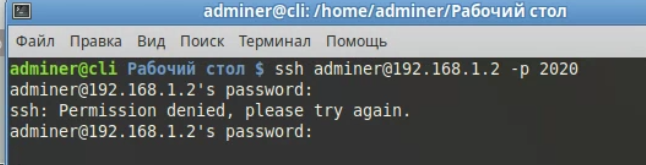 adminer@cli: /home/adminer/Рабочий стол
Файл Правка Вид Поиск Терминал Помощь
adminer@cli Рабочий стол $ ssh adminer@192.168.1.2 -p 2020
adminer@192.168.1.2's password:
ssh: Permission denied, please try again.
adminer@192.168.1.2's password: